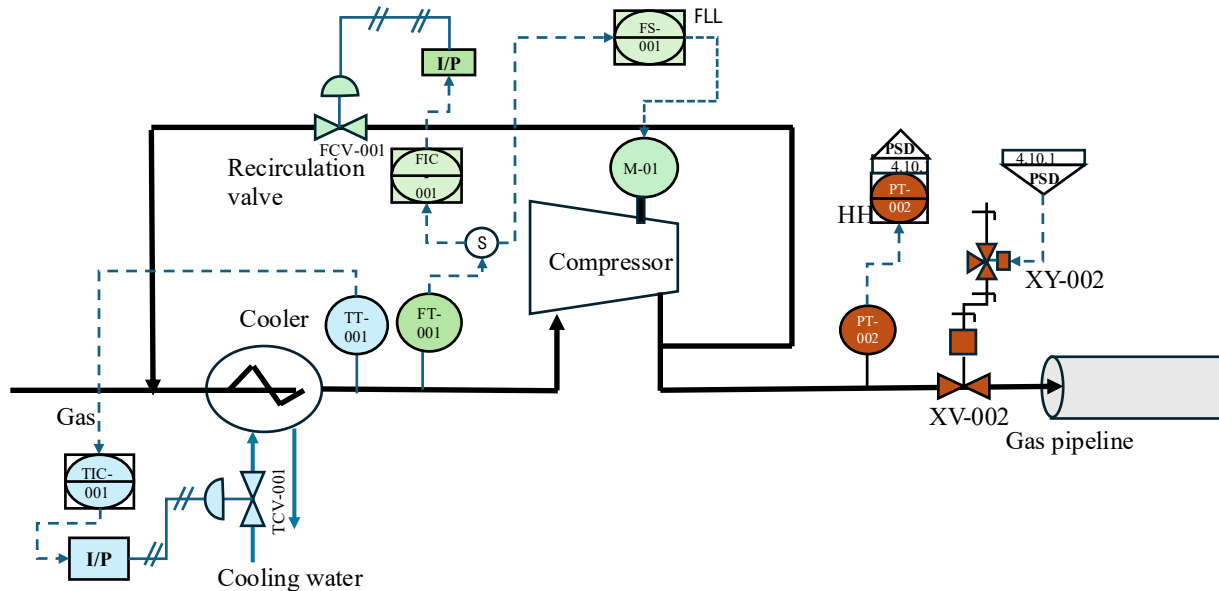 FLL
FS-
001
I/P
FCV-001
Recirculation
valve
FIC
-
001
M-01
PSD
4.10.1
PT-
002
HH
4.10.1
PSD
S
Compressor
XY-002
Cooler
TT-
001
FT-
001
PT-
002
XV-002
Gas
Gas pipeline
TIC-
001
TCV-001
I/P
Cooling water